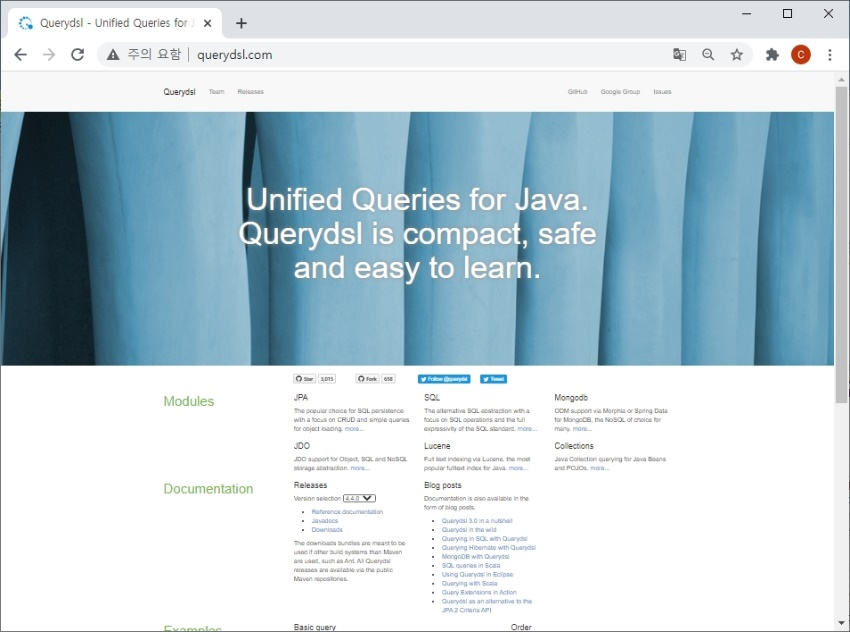 Querydsl - Unified Queries for J
주의 요함
querydsl.com
C
Querydsl
Team
Releases
GitHub
Google Group
Issues
Unified Queries for Java.
Querydsl is compact, safe
and easy to learn.
Star 3,015
Fork 658
Follow @querydsl
Tweet
Modules
JPA
The popular choice for SQL persistence
with a focus on CRUD and simple queries
for object loading. more...
SQL
The alternative SQL abstraction with a
focus on SQL operations and the full
expressivity of the SQL standard. more...
Mongodb
ODM support via Morphia or Spring Data
for MongoDB, the NoSQL of choice for
many. more...
JDO
JDO support for Object, SQL and NoSQL
storage abstraction. more...
Lucene
Full text indexing via Lucene, the most
popular fulltext index for Java. more...
Collections
Java Collection querying for Java Beans
and POJOs. more...
Documentation
Releases
Version selection 4.4.0
Reference documentation
Javadocs
Downloads
The downloads bundles are meant to be
used if other build systems than Maven
are used, such as Ant. All Querydsl
releases are available via the public
Maven repositories.
Blog posts
Documentation is also available in the
form of blog posts.
Querydsl 3.0 in a nutshell
Querydsl in the wild
Querying in SQL with Querydsl
Querying Hibernate with Querydsl
MongoDB with Querydsl
SQL queries in Scala
Using Querydsl in Eclipse
Querying with Scala
Query Extensions in Action
Querydsl as an alternative to the
JPA 2 Criteria API
Examples
Basic query
Order